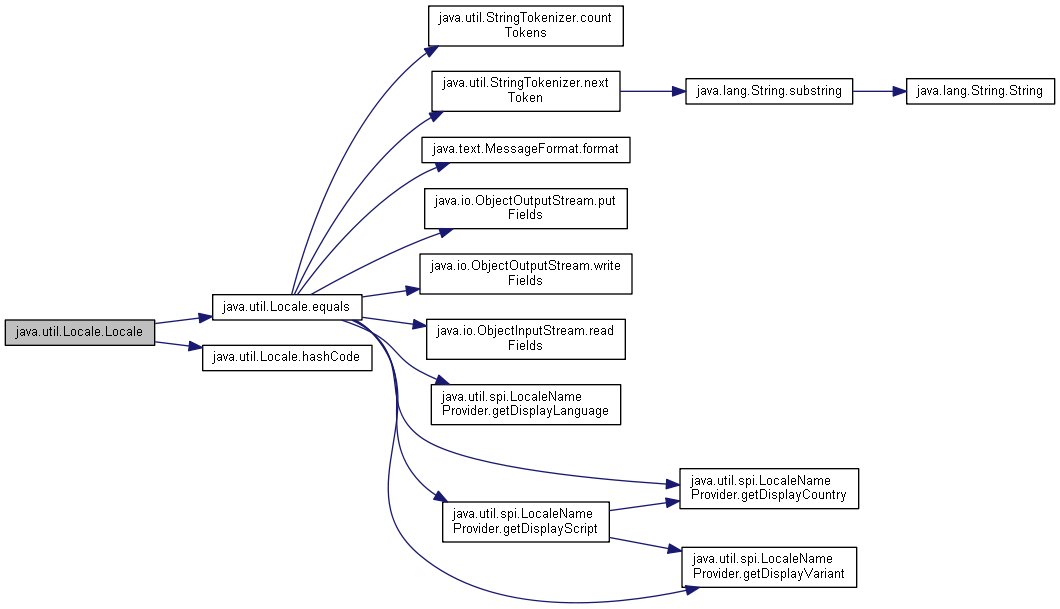 java.util.StringTokenizer.count
Tokens
java.util.StringTokenizer.next
Token
java.lang.String.substring
java.lang.String.String
java.text.MessageFormat.format
java.io.ObjectOutputStream.put
Fields
java.io.ObjectOutputStream.write
Fields
java.util.Locale.equals
java.util.Locale.Locale
java.io.ObjectInputStream.read
Fields
java.util.Locale.hashCode
java.util.spi.LocaleName
Provider.getDisplayLanguage
java.util.spi.LocaleName
Provider.getDisplayCountry
java.util.spi.LocaleName
Provider.getDisplayScript
java.util.spi.LocaleName
Provider.getDisplayVariant